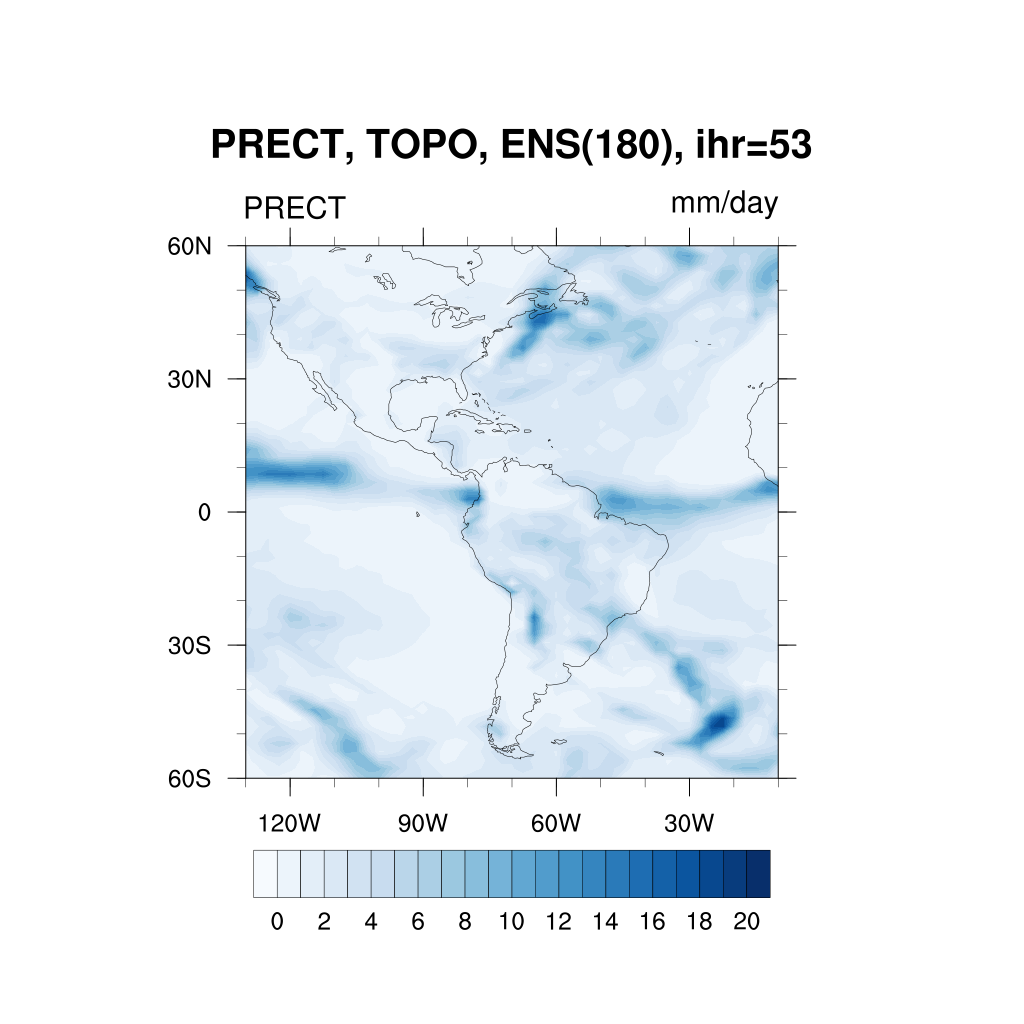 PRECT, TOPO, ENS(180), ihr=53
PRECT mm/day
60N
30N
0
30S
60S
120W 90W 60W 30W
0 2 4 6 8 10 12 14 16 18 20